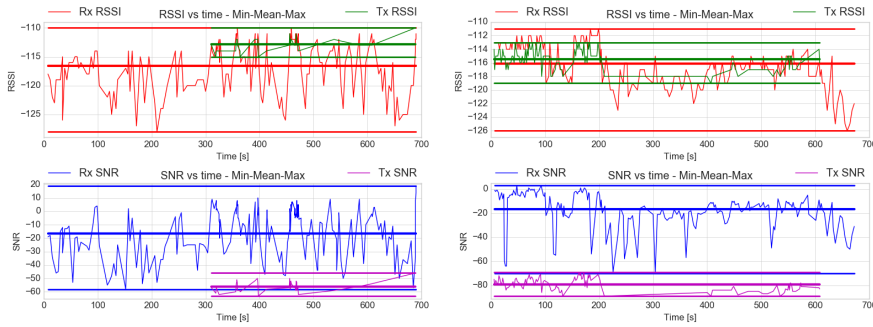 Rx RSSI
Tx RSSI
RSSI vs time - Min-Mean-Max
RSSI
−110
−115
−120
−125
0 100 200 300 400 500 600 700
Time [s]
Rx RSSI
Tx RSSI
RSSI vs time - Min-Mean-Max
RSSI
−110
−112
−114
−116
−118
−120
−122
−124
−126
0 100 200 300 400 500 600 700
Time [s]
Rx SNR
Tx SNR
SNR vs time - Min-Mean-Max
SNR
20
10
0
−10
−20
−30
−40
−50
−60
0 100 200 300 400 500 600 700
Time [s]
Rx SNR
Tx SNR
SNR vs time - Min-Mean-Max
SNR
0
−20
−40
−60
−80
0 100 200 300 400 500 600 700
Time [s]